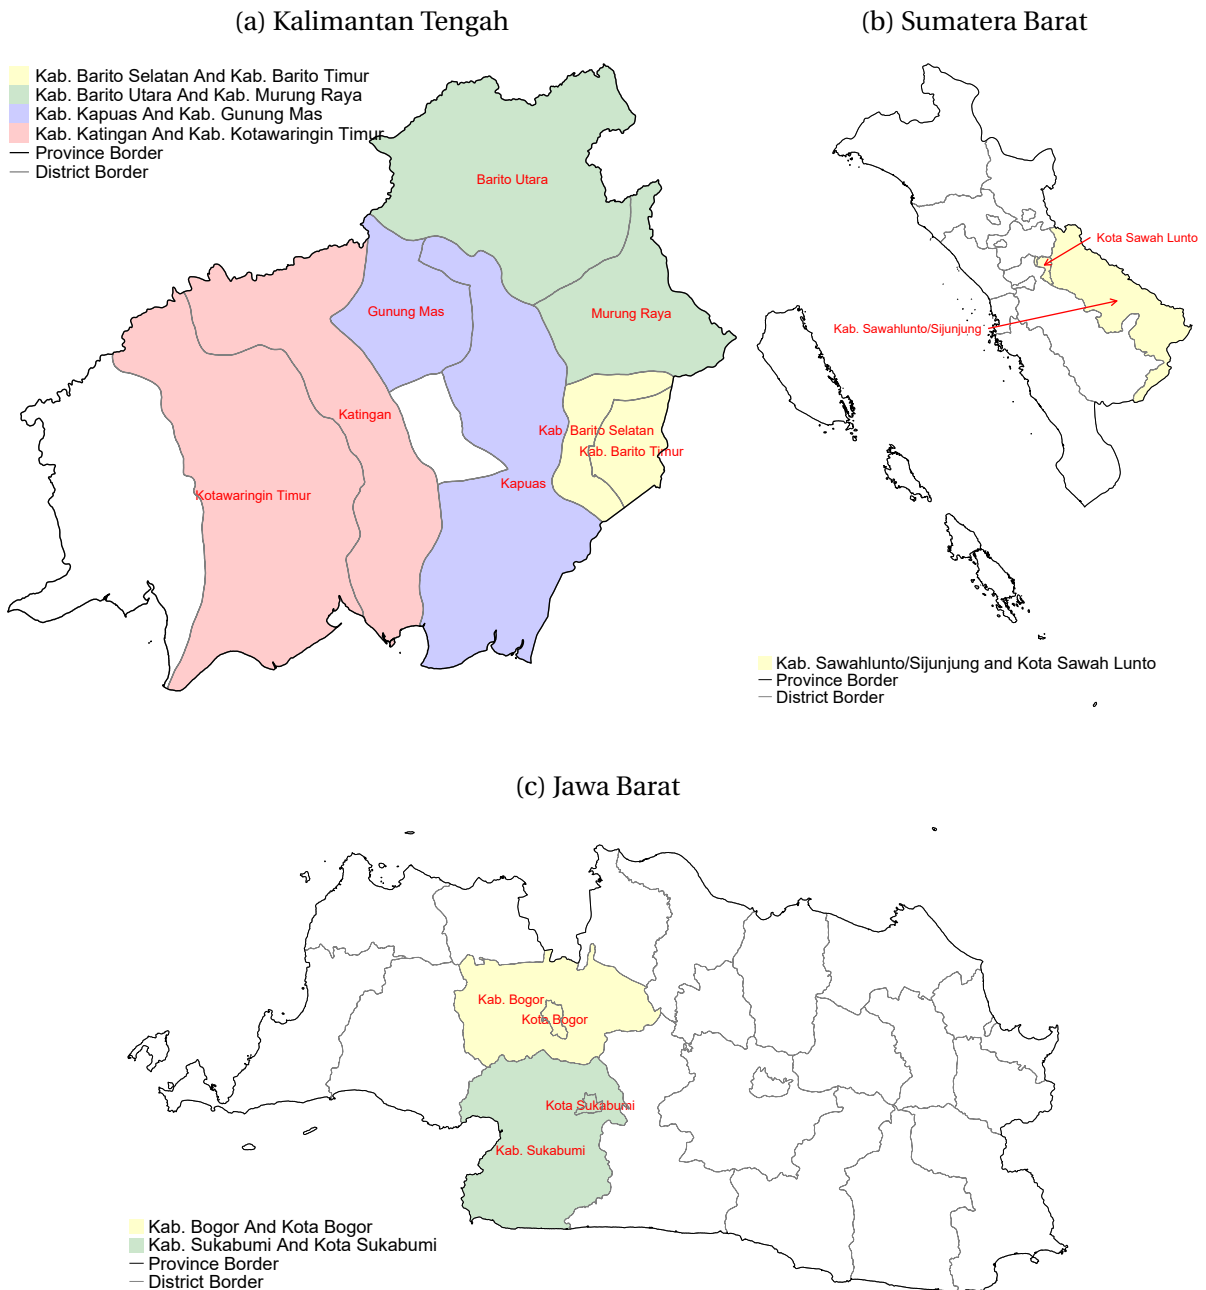 (a) Kalimantan Tengah
Kab. Barito Selatan And Kab. Barito Timur
Kab. Barito Utara And Kab. Murung Raya
Kab. Kapuas And Kab. Gunung Mas
Kab. Katingan And Kab. Kotawaringin Timur
Province Border
District Border
Barito Utara
Gunung Mas
Murung Raya
Katingan
Kab. Barito Selatan
Kab. Barito Timur
Kapuas
Kotawaringin Timur
(b) Sumatera Barat
Kota Sawah Lunto
Kab. Sawahlunto/Sijunjung
Kab. Sawahlunto/Sijunjung and Kota Sawah Lunto
Province Border
District Border
(c) Jawa Barat
Kab. Bogor
Kota Bogor
Kota Sukabumi
Kab. Sukabumi
Kab. Bogor And Kota Bogor
Kab. Sukabumi And Kota Sukabumi
Province Border
District Border